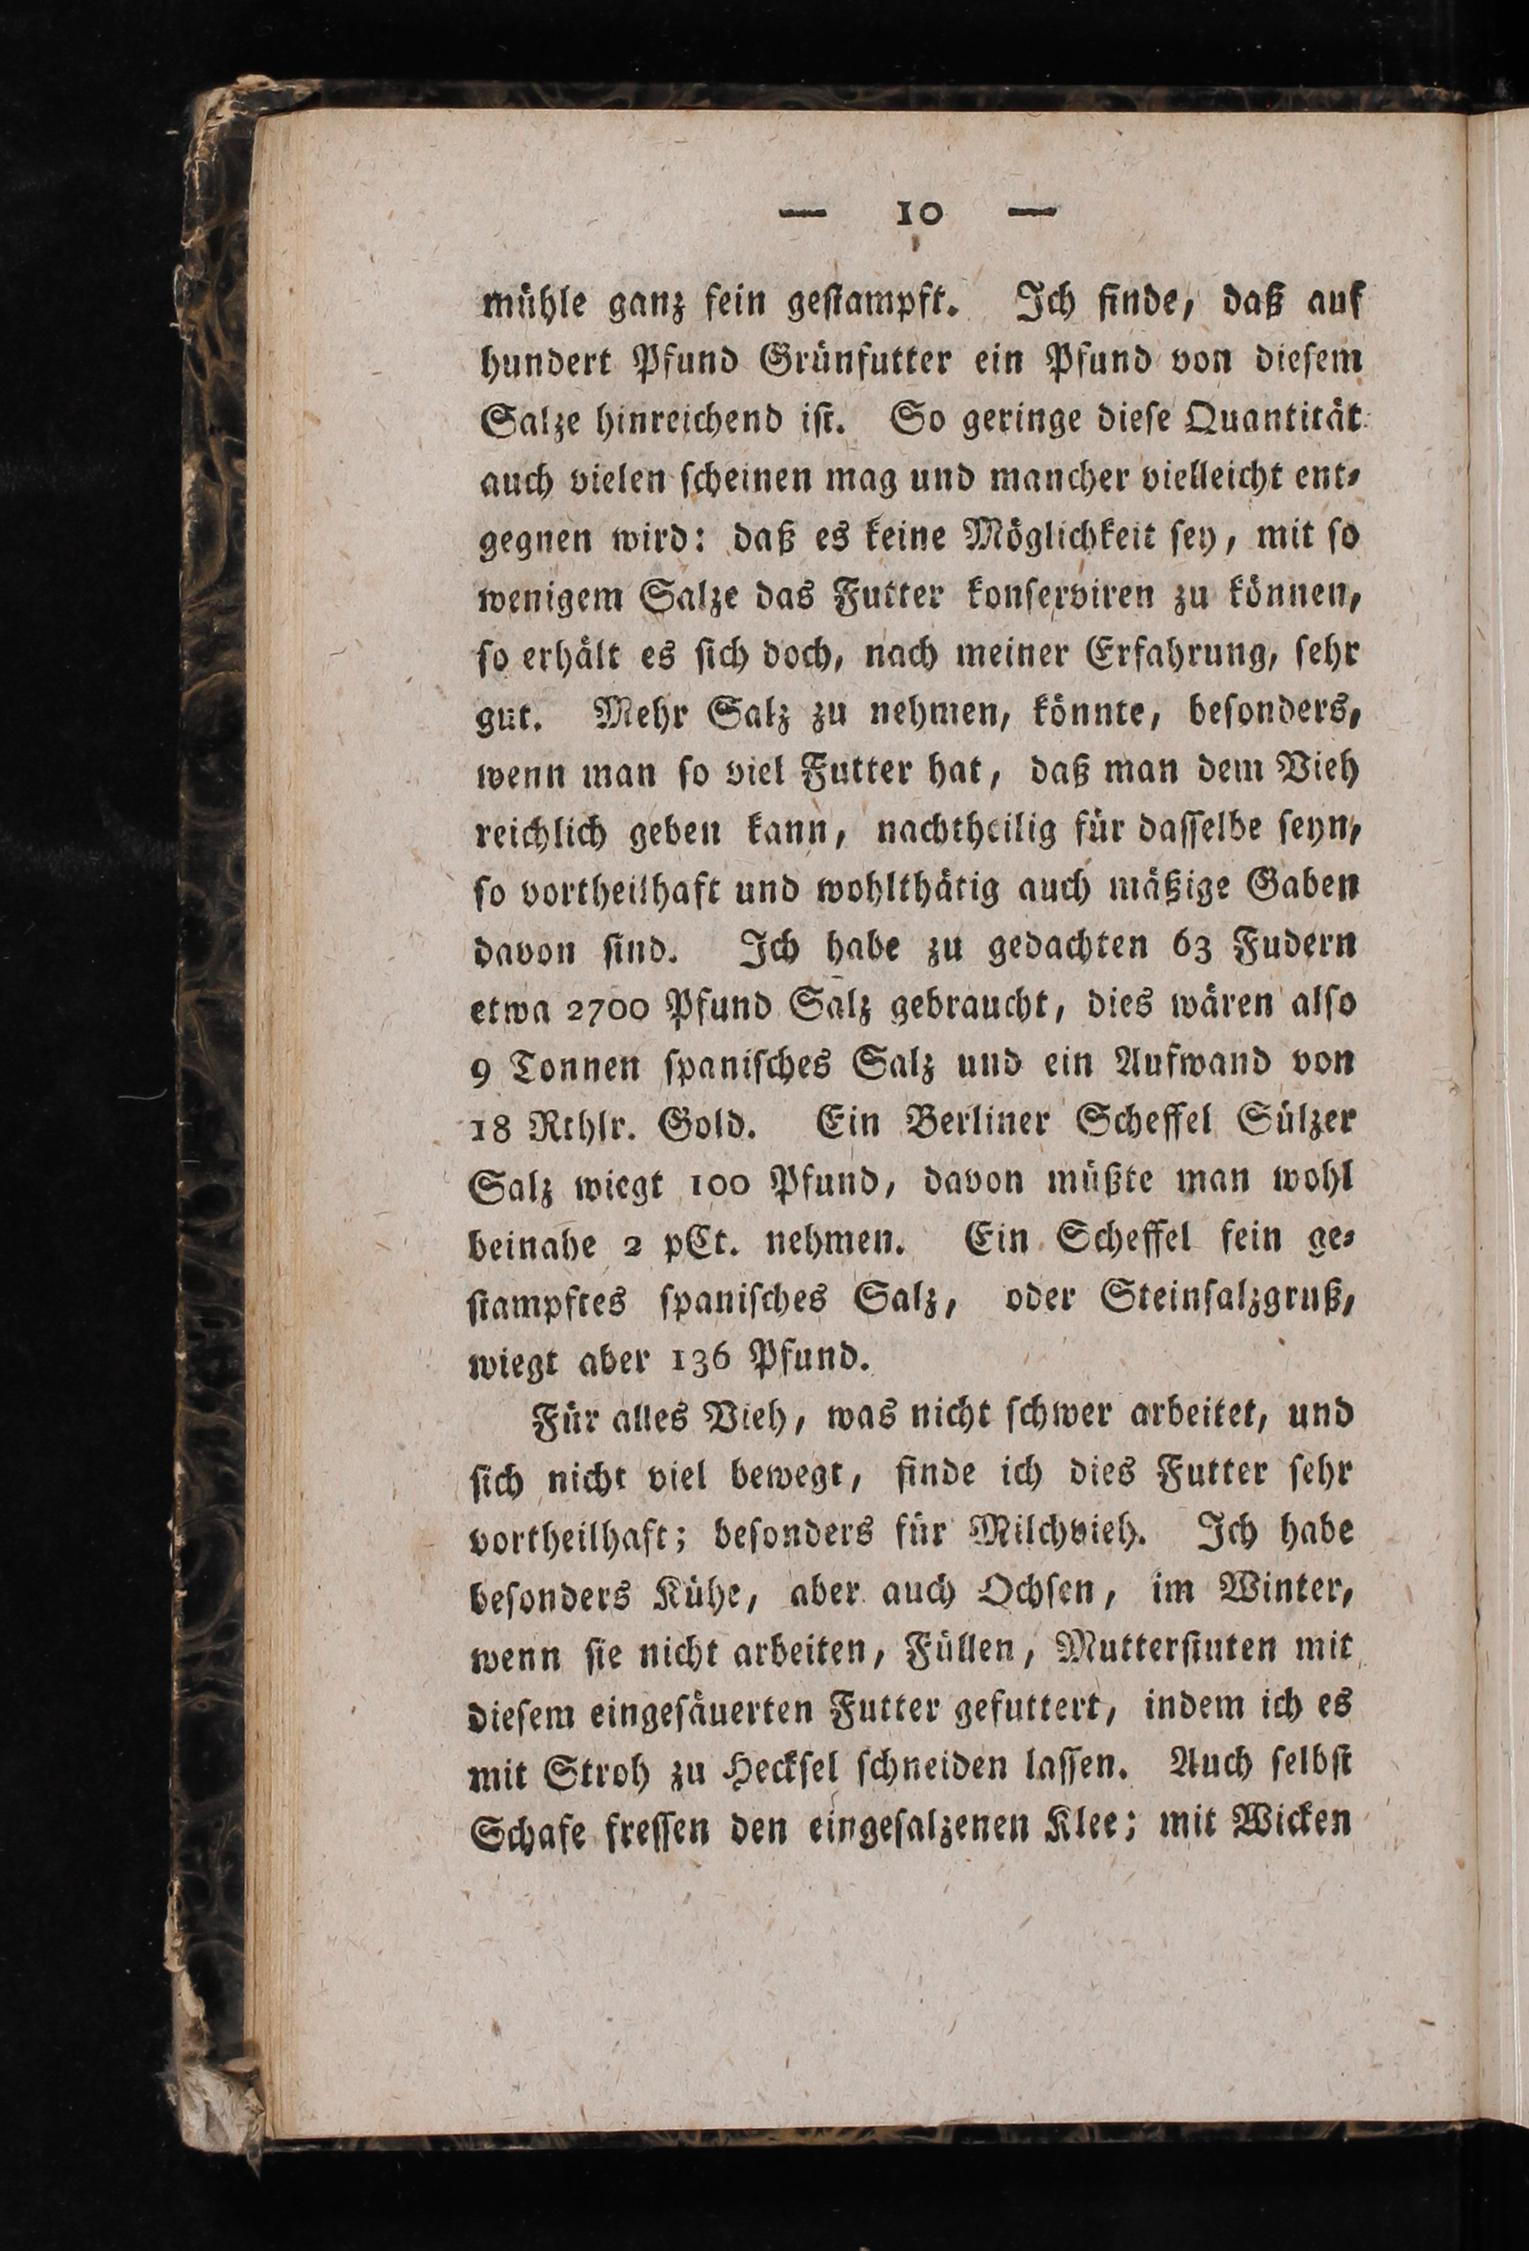 — 10 —
mühle ganz fein geſtampft. Ich finde, daß auf
hundert Pfund Grünfutter ein Pfund von dieſem
Salze hinreichend iſt. So geringe dieſe Quantität
auch vielen ſcheinen mag und mancher vielleicht ent⸗
gegnen wird: daß es keine Möglichkeit ſey, mit ſo
wenigem Salze das Futter konſerviren zu können,
ſo erhält es ſich doch, nach meiner Erfahrung, ſehr
gut. Mehr Salz zu nehmen, könnte, beſonders,
wenn man ſo viel Futter hat, daß man dem Vieh
reichlich geben kann, nachtheilig für daſſelbe ſeyn,
ſo vortheilhaft und wohlthätig auch mäßige Gaben
davon ſind. Ich habe zu gedachten 63 Fudern
etwa 2700 Pfund Salz gebraucht, dies wären alſo
9 Tonnen ſpaniſches Salz und ein Aufwand von
18 Rthlr. Gold. Ein Berliner Scheffel Sülzer
Salz wiegt 100 Pfund, davon müßte man wohl
beinahe 2 pCt. nehmen. Ein Scheffel fein ge⸗
ſtampftes ſpaniſches Salz, oder Steinſalzgruß,
wiegt aber 136 Pfund.
Für alles Vieh, was nicht ſchwer arbeitet, und
ſich nicht viel bewegt, finde ich dies Futter ſehr
vortheilhaft; beſonders für Milchvieh. Ich habe
beſonders Kühe, aber auch Ochſen, im Winter,
wenn ſie nicht arbeiten, Füllen, Mutterſtuten mit
dieſem eingeſäuerten Futter gefuttert, indem ich es
mit Stroh zu Heckſel ſchneiden laſſen. Auch ſelbſt
Schafe freſſen den eingeſalzenen Klee; mit Wicken